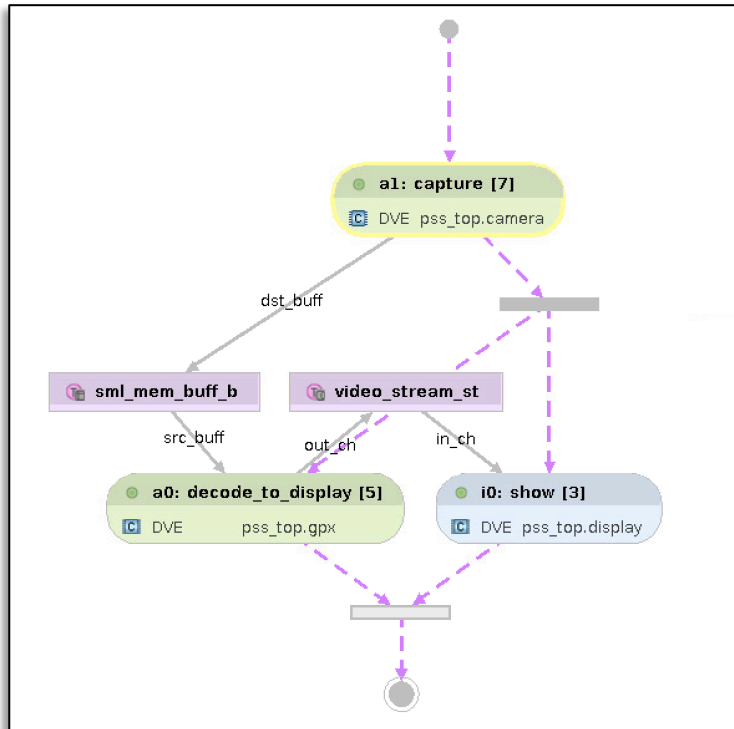 a1: capture [7]
C DVE pss_top.camera
dst_buff
sml_mem_buff_b
video_stream_st
src_buff
out_ch
in_ch
a0: decode_to_display [5]
C DVE pss_top.gpx
i0: show [3]
C DVE pss_top.display